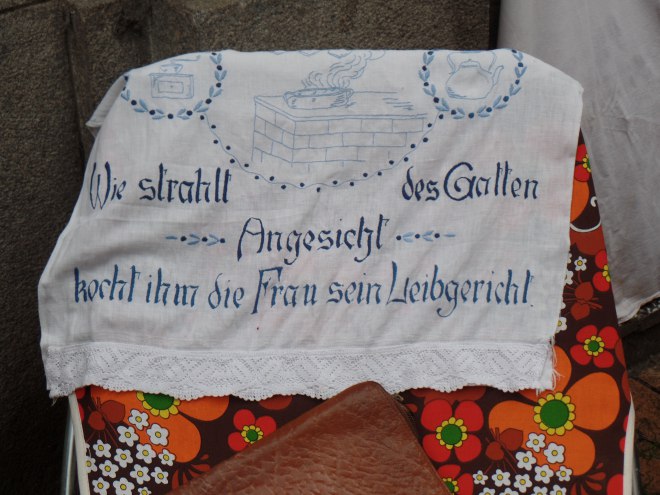 Wie strahlt des Gatten
Angesicht
kocht ihm die Frau sein Leibgericht.